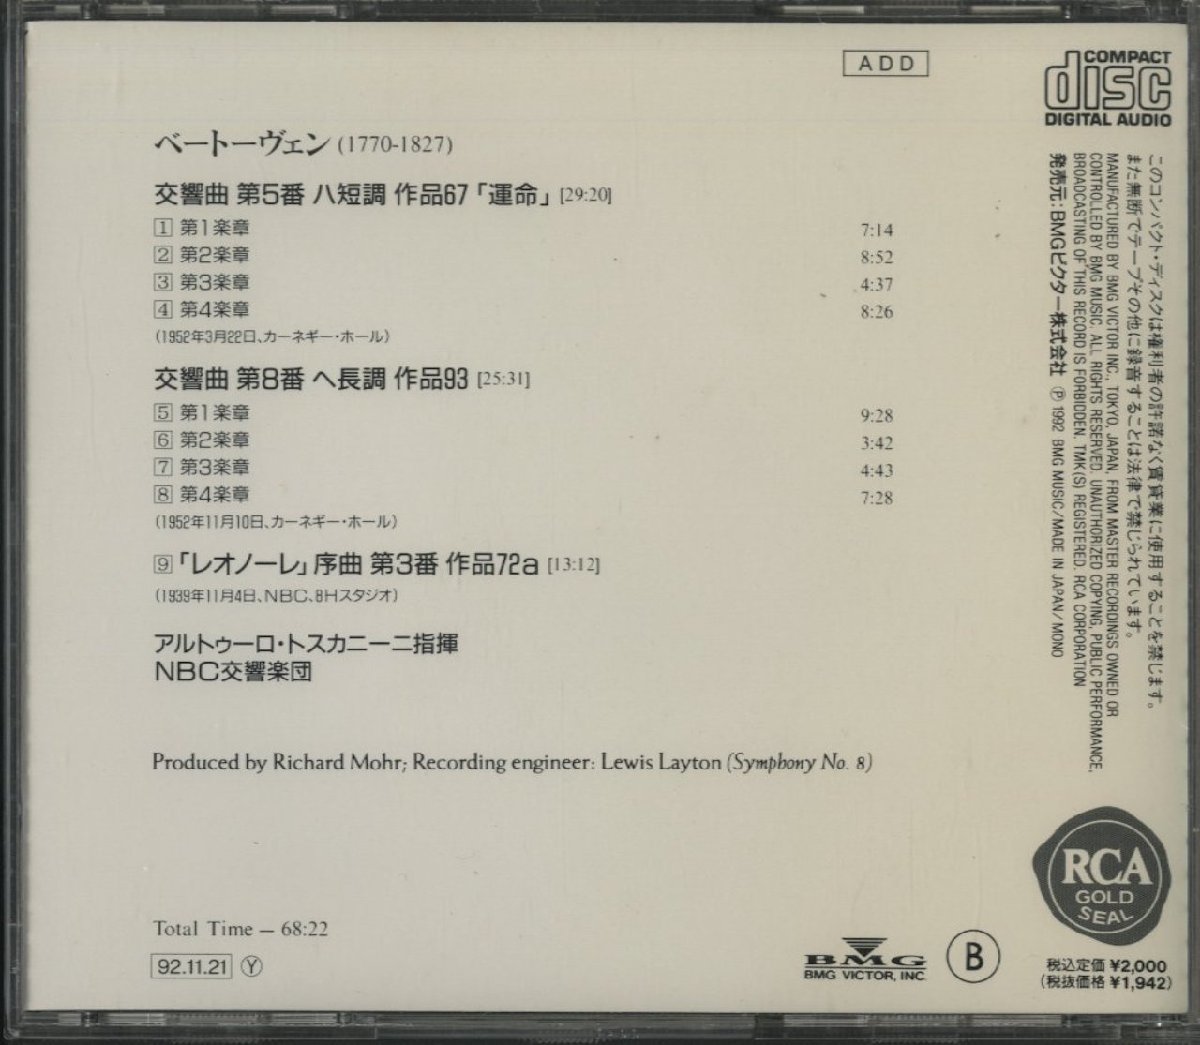 ADD
COMPACT
disc
DIGITAL AUDIO
ベートーヴェン (1770-1827)
交響曲 第5番 ハ短調 作品67「運命」 [29:20]
1 第1楽章 7:14
2 第2楽章 8:52
3 第3楽章 4:37
4 第4楽章 8:26
(1952年3月22日、カーネギー・ホール)
交響曲 第8番 ヘ長調 作品93 [25:31]
5 第1楽章 9:28
6 第2楽章 3:42
7 第3楽章 4:43
8 第4楽章 7:28
(1952年11月10日、カーネギー・ホール)
9 「レオノーレ」序曲 第3番 作品72a [13:12]
(1939年11月4日、NBC、8Hスタジオ)
アルトゥーロ・トスカニーニ指揮
NBC交響楽団
Produced by Richard Mohr; Recording engineer: Lewis Layton (Symphony No. 8)
Total Time — 68:22
92.11.21 Y
BMG
BMG VICTOR, INC.
B
このコンパクト・ディスクは権利者の許諾なく賃貸業に使用することを禁じます。
また無断でテープその他に録音することは法律で禁じられています。
MANUFACTURED BY BMG VICTOR INC., TOKYO, JAPAN, FROM MASTER RECORDINGS OWNED OR
CONTROLLED BY BMG MUSIC. ALL RIGHTS RESERVED. UNAUTHORIZED COPYING, PUBLIC PERFORMANCE,
BROADCASTING OF THIS RECORD IS FORBIDDEN. TMK(S) REGISTERED. RCA CORPORATION
発売元:BMGビクター株式会社 Ⓟ 1992 BMG MUSIC/MADE IN JAPAN/MONO
RCA
GOLD
SEAL
税込定価 ¥2,000
(税抜価格 ¥1,942)